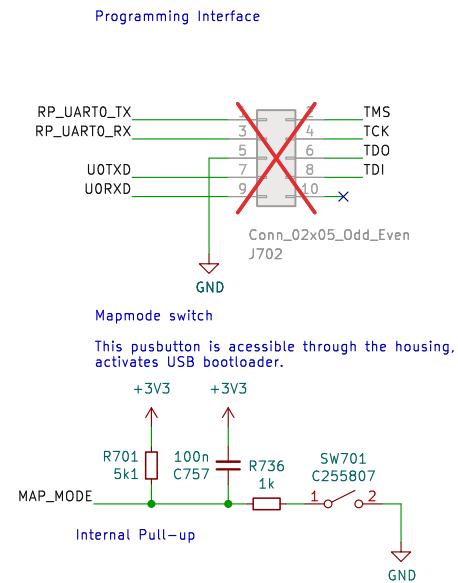 Programming Interface
RP_UART0_TX 1 2 TMS
RP_UART0_RX 3 4 TCK
5 6 TDO
U0TXD 7 8 TDI
U0RXD 9 10
Conn_02x05_Odd_Even
J702
GND
Mapmode switch
This pusbutton is acessible through the housing,
activates USB bootloader.
+3V3 +3V3
R701 100n R736 SW701
5k1 C757 1k C255807
MAP_MODE 1 2
Internal Pull-up
GND